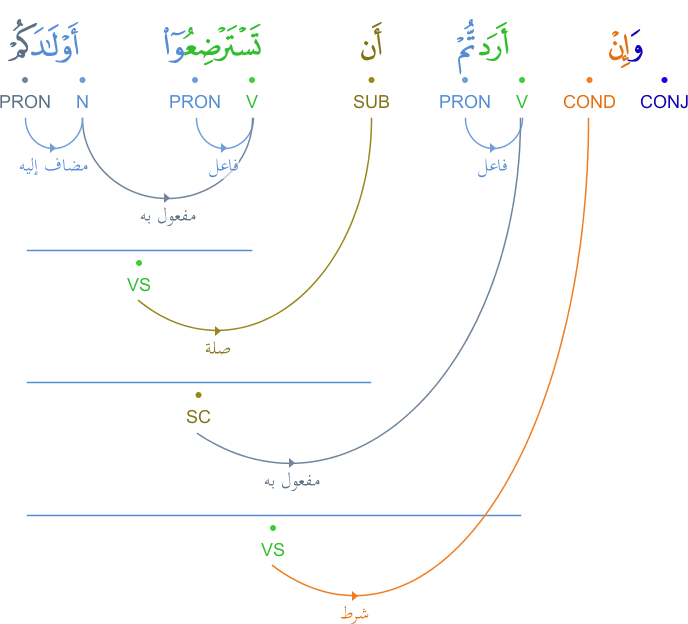 وَإِنْ أَرَدتُّمْ أَن تَسْتَرْضِعُوٓا۟ أَوْلَـٰدَكُمْ
CONJ COND V PRON SUB V PRON N PRON
فاعل فاعل مضاف إليه
مفعول به
VS
صلة
SC
مفعول به
VS
شرط